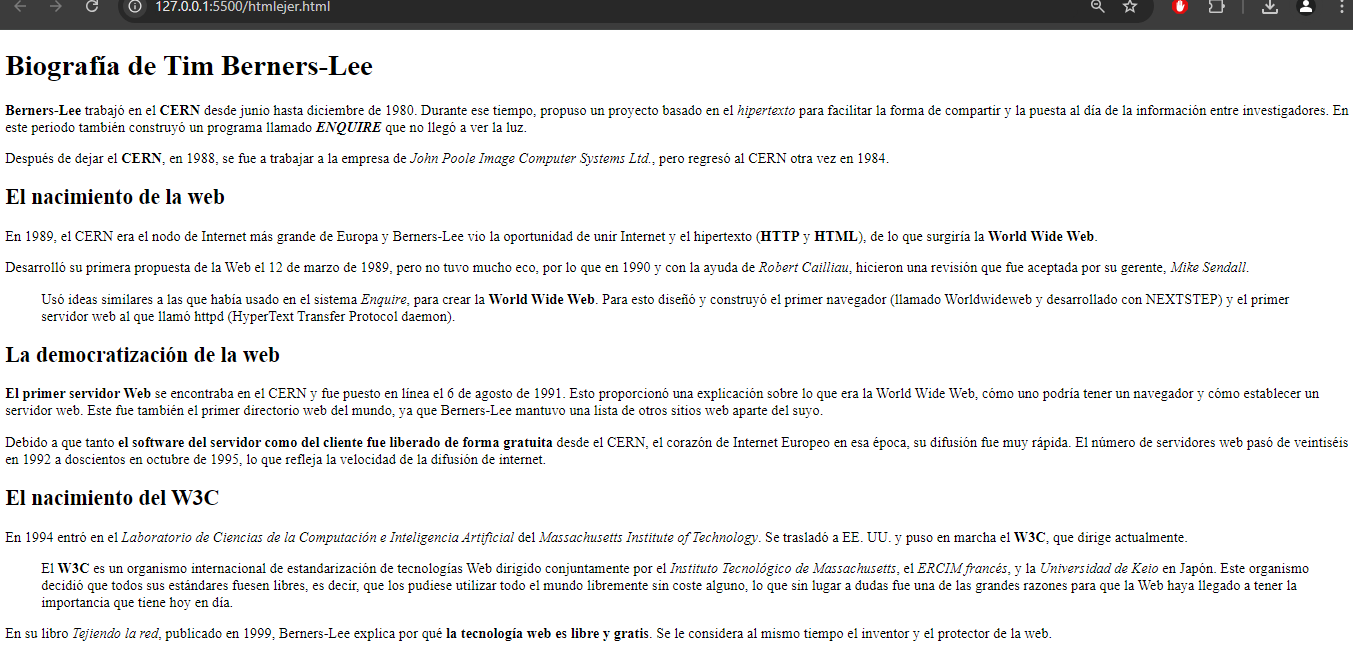 127.0.0.1:5500/htmlejer.html
Biografía de Tim Berners-Lee
Berners-Lee trabajó en el CERN desde junio hasta diciembre de 1980. Durante ese tiempo, propuso un proyecto basado en el hipertexto para facilitar la forma de compartir y la puesta al día de la información entre investigadores. En
este periodo también construyó un programa llamado ENQUIRE que no llegó a ver la luz.
Después de dejar el CERN, en 1988, se fue a trabajar a la empresa de John Poole Image Computer Systems Ltd., pero regresó al CERN otra vez en 1984.
El nacimiento de la web
En 1989, el CERN era el nodo de Internet más grande de Europa y Berners-Lee vio la oportunidad de unir Internet y el hipertexto (HTTP y HTML), de lo que surgiría la World Wide Web.
Desarrolló su primera propuesta de la Web el 12 de marzo de 1989, pero no tuvo mucho eco, por lo que en 1990 y con la ayuda de Robert Cailliau, hicieron una revisión que fue aceptada por su gerente, Mike Sendall.
Usó ideas similares a las que había usado en el sistema Enquire, para crear la World Wide Web. Para esto diseñó y construyó el primer navegador (llamado Worldwideweb y desarrollado con NEXTSTEP) y el primer
servidor web al que llamó httpd (HyperText Transfer Protocol daemon).
La democratización de la web
El primer servidor Web se encontraba en el CERN y fue puesto en línea el 6 de agosto de 1991. Esto proporcionó una explicación sobre lo que era la World Wide Web, cómo uno podría tener un navegador y cómo establecer un
servidor web. Este fue también el primer directorio web del mundo, ya que Berners-Lee mantuvo una lista de otros sitios web aparte del suyo.
Debido a que tanto el software del servidor como del cliente fue liberado de forma gratuita desde el CERN, el corazón de Internet Europeo en esa época, su difusión fue muy rápida. El número de servidores web pasó de veintiséis
en 1992 a doscientos en octubre de 1995, lo que refleja la velocidad de la difusión de internet.
El nacimiento del W3C
En 1994 entró en el Laboratorio de Ciencias de la Computación e Inteligencia Artificial del Massachusetts Institute of Technology. Se trasladó a EE. UU. y puso en marcha el W3C, que dirige actualmente.
El W3C es un organismo internacional de estandarización de tecnologías Web dirigido conjuntamente por el Instituto Tecnológico de Massachusetts, el ERCIM francés, y la Universidad de Keio en Japón. Este organismo
decidió que todos sus estándares fuesen libres, es decir, que los pudiese utilizar todo el mundo libremente sin coste alguno, lo que sin lugar a dudas fue una de las grandes razones para que la Web haya llegado a tener la
importancia que tiene hoy en día.
En su libro Tejiendo la red, publicado en 1999, Berners-Lee explica por qué la tecnología web es libre y gratis. Se le considera al mismo tiempo el inventor y el protector de la web.